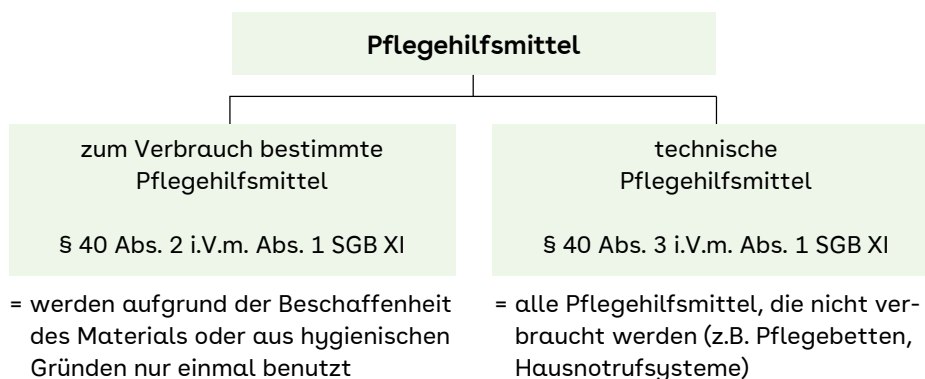 Pflegehilfsmittel
zum Verbrauch bestimmte
Pflegehilfsmittel
§ 40 Abs. 2 i.V.m. Abs. 1 SGB XI
= werden aufgrund der Beschaffenheit
des Materials oder aus hygienischen
Gründen nur einmal benutzt
technische
Pflegehilfsmittel
§ 40 Abs. 3 i.V.m. Abs. 1 SGB XI
= alle Pflegehilfsmittel, die nicht ver-
braucht werden (z.B. Pflegebetten,
Hausnotrufsysteme)